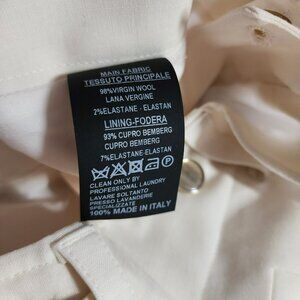 MAIN FABRIC
TESSUTO PRINCIPALE
98%VIRGIN WOOL
LANA VERGINE
2%ELASTANE - ELASTAN
LINING-FODERA
93% CUPRO BEMBERG
CUPRO BEMBERG
7%ELASTANE-ELASTAN
CLEAN ONLY BY
PROFESSIONAL LAUNDRY
LAVARE SOLTANTO
PRESSO LAVANDERIE
SPECIALIZZATE
100% MADE IN ITALY